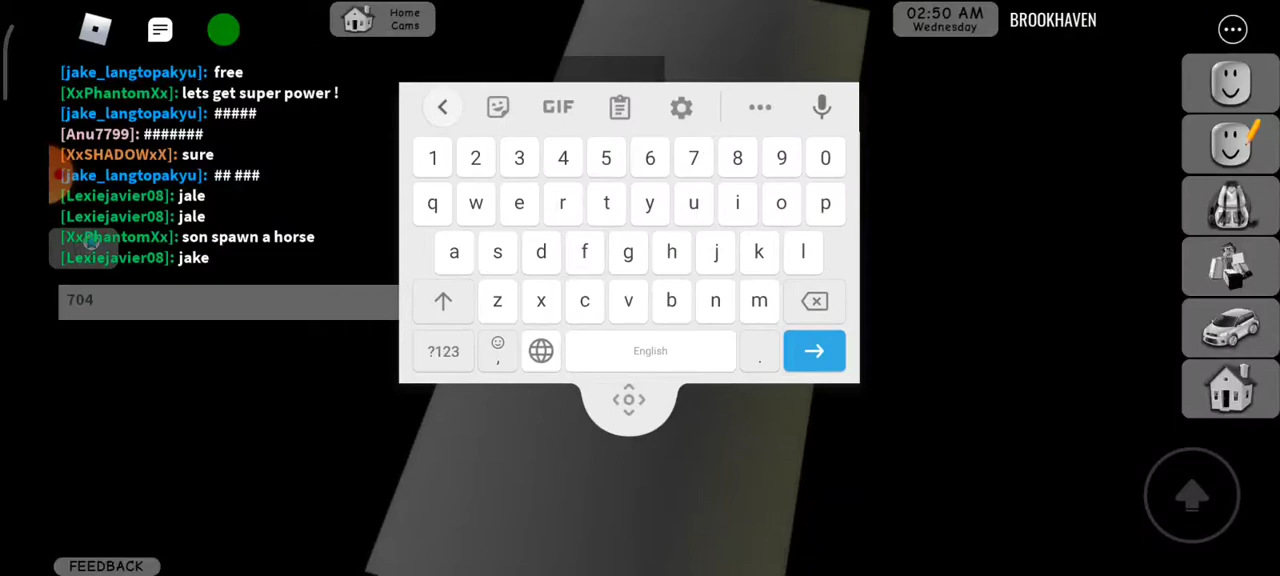 Home
Cams
02:50 AM
Wednesday
BROOKHAVEN
[jake_langtopakyu]: free
[XxPhantomXx]: lets get super power !
[jake_langtopakyu]: #####
[Anu7799]: #######
[XxSHADOWxX]: sure
[jake_langtopakyu]: ## ###
[Lexiejavier08]: jale
[Lexiejavier08]: jale
[XxPhantomXx]: son spawn a horse
[Lexiejavier08]: jake
704
GIF
1 2 3 4 5 6 7 8 9 0
q w e r t y u i o p
a s d f g h j k l
z x c v b n m
?123 , English .
FEEDBACK